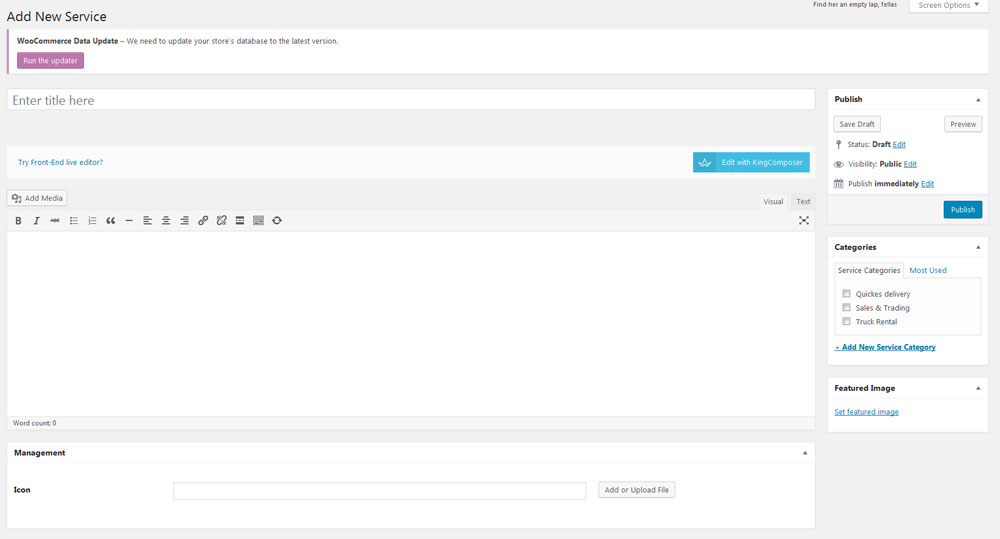 Find her an empty lap, fellas
Screen Options
Add New Service
WooCommerce Data Update – We need to update your store's database to the latest version.
Run the updater
Enter title here
Try Front-End live editor?
Edit with KingComposer
Add Media
Visual
Text
B I ABC
Word count: 0
Management
Icon
Add or Upload File
Publish
Save Draft
Preview
Status: Draft Edit
Visibility: Public Edit
Publish immediately Edit
Publish
Categories
Service Categories
Most Used
Quickes delivery
Sales & Trading
Truck Rental
+ Add New Service Category
Featured Image
Set featured image